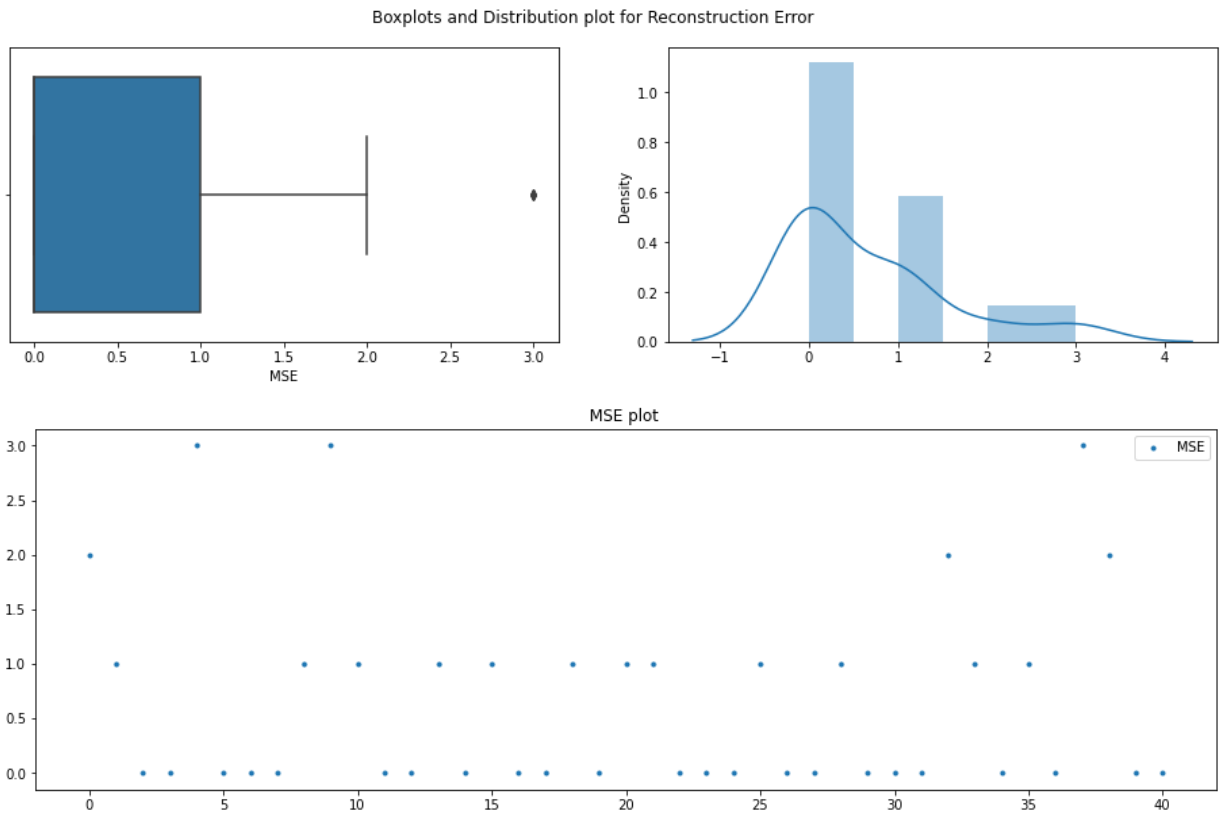 Boxplots and Distribution plot for Reconstruction Error
0.0 0.5 1.0 1.5 2.0 2.5 3.0
MSE
Density
1.0
0.8
0.6
0.4
0.2
0.0
−1 0 1 2 3 4
MSE plot
MSE
3.0
2.5
2.0
1.5
1.0
0.5
0.0
0 5 10 15 20 25 30 35 40